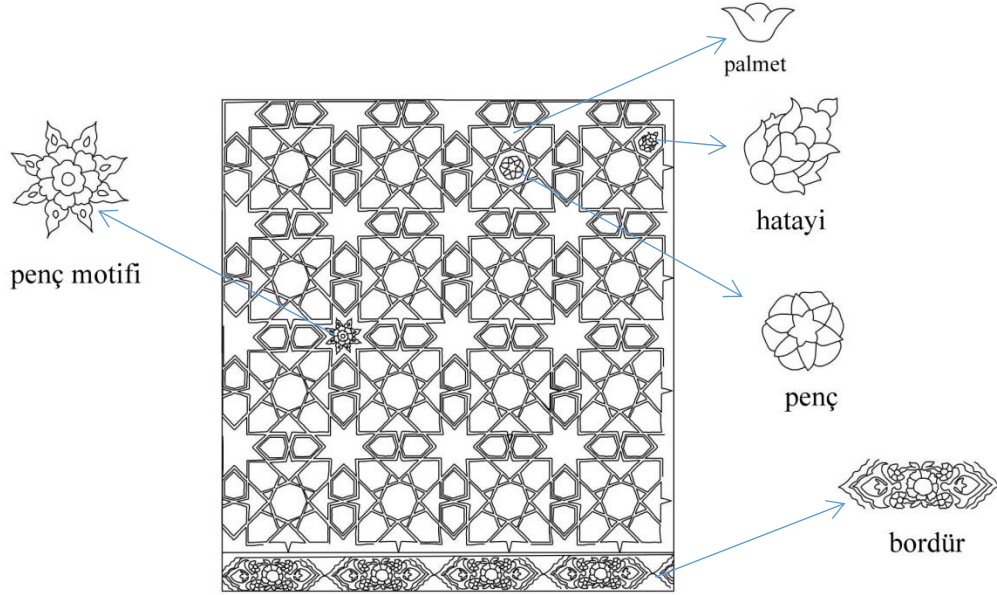 palmet
hatayi
penç motifi
penç
bordür